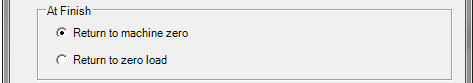 At Finish
Return to machine zero
Return to zero load